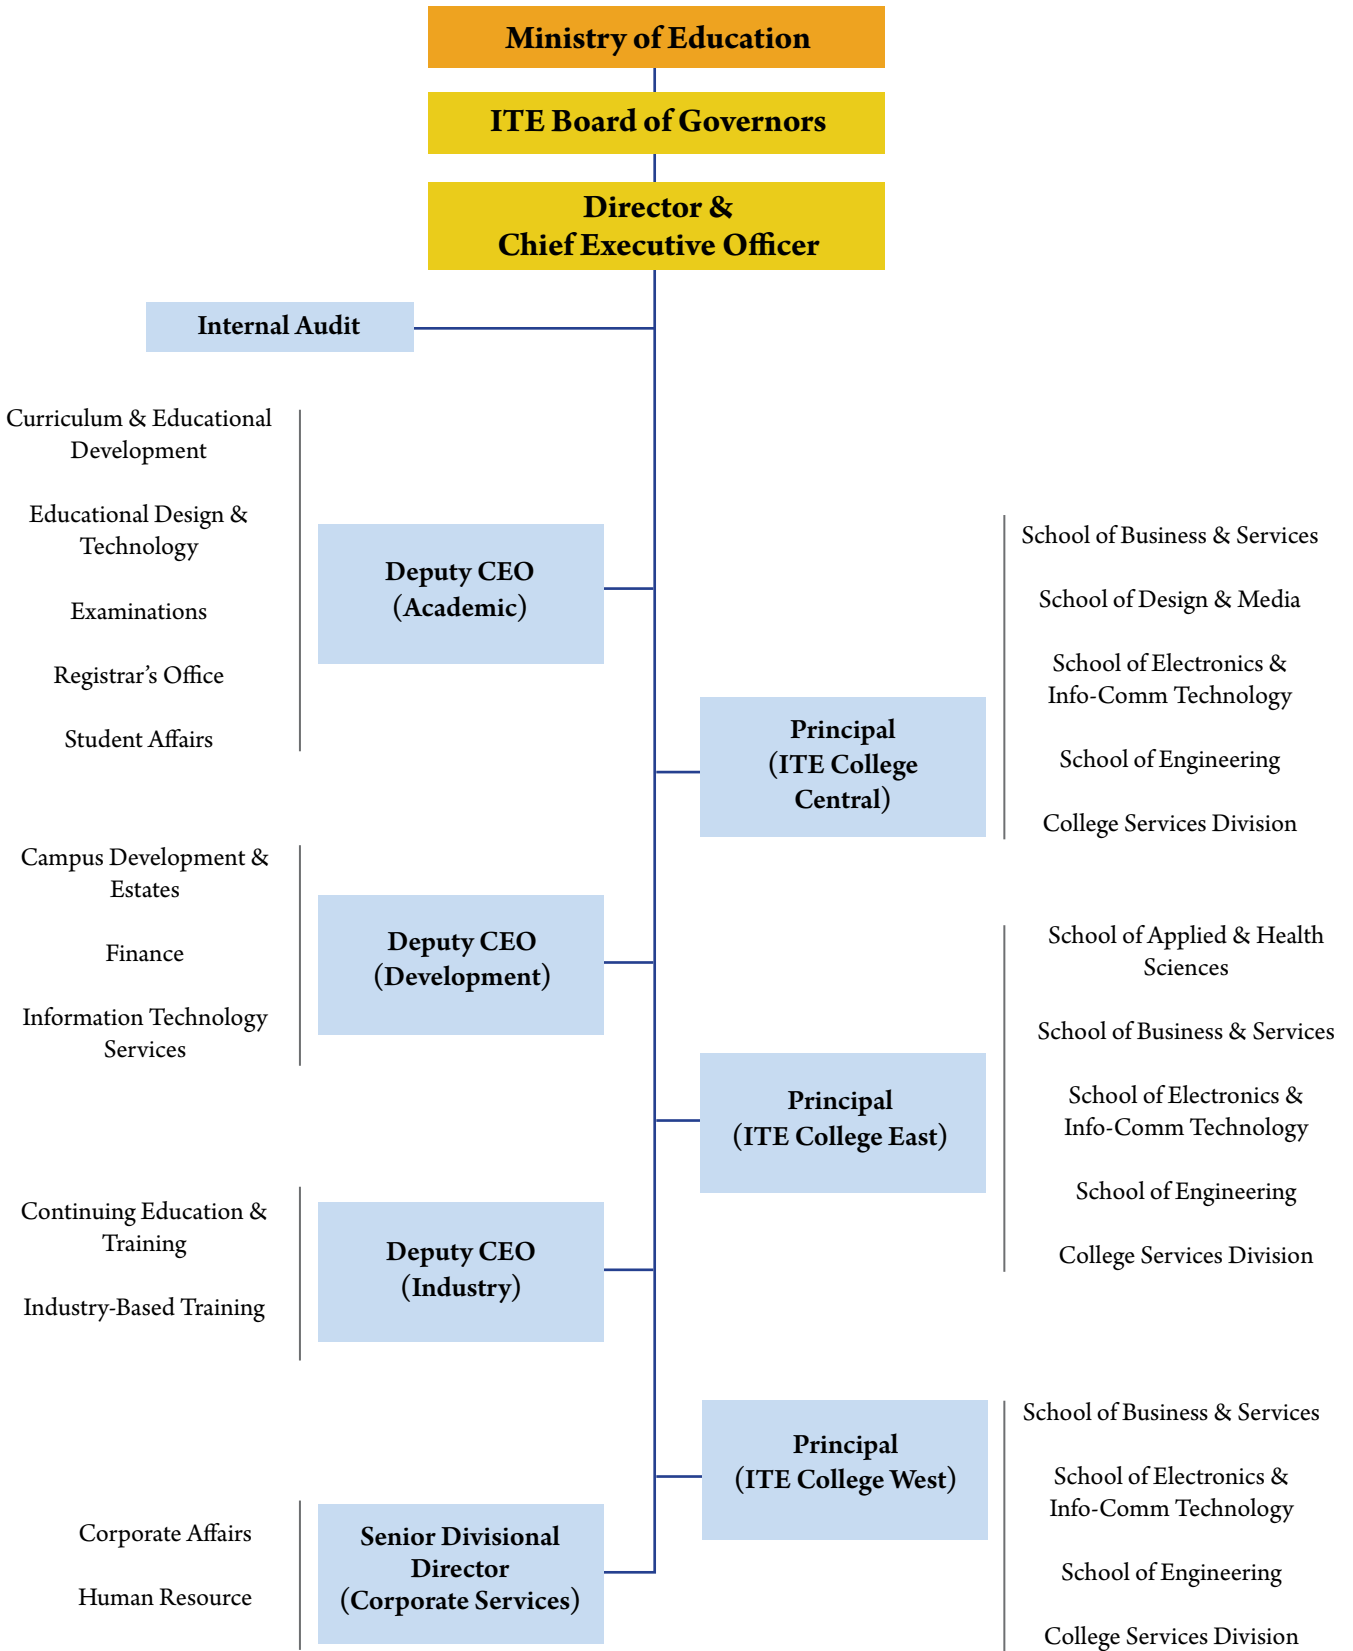 Ministry of Education
ITE Board of Governors
Director &
Chief Executive Officer
Internal Audit
Curriculum & Educational
Development
Educational Design &
Technology
Examinations
Registrar’s Office
Student Affairs
Deputy CEO
(Academic)
School of Business & Services
School of Design & Media
School of Electronics &
Info-Comm Technology
School of Engineering
College Services Division
Principal
(ITE College
Central)
Campus Development &
Estates
Finance
Information Technology
Services
Deputy CEO
(Development)
School of Applied & Health
Sciences
School of Business & Services
School of Electronics &
Info-Comm Technology
School of Engineering
College Services Division
Principal
(ITE College East)
Continuing Education &
Training
Industry-Based Training
Deputy CEO
(Industry)
Principal
(ITE College West)
School of Business & Services
School of Electronics &
Info-Comm Technology
School of Engineering
College Services Division
Corporate Affairs
Human Resource
Senior Divisional
Director
(Corporate Services)